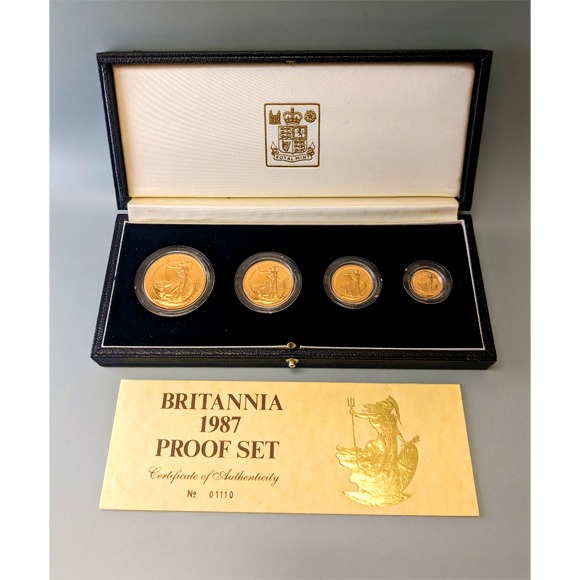 ROYAL MINT
BRITANNIA
1987
PROOF SET
Certificate of Authenticity
Nº 01110